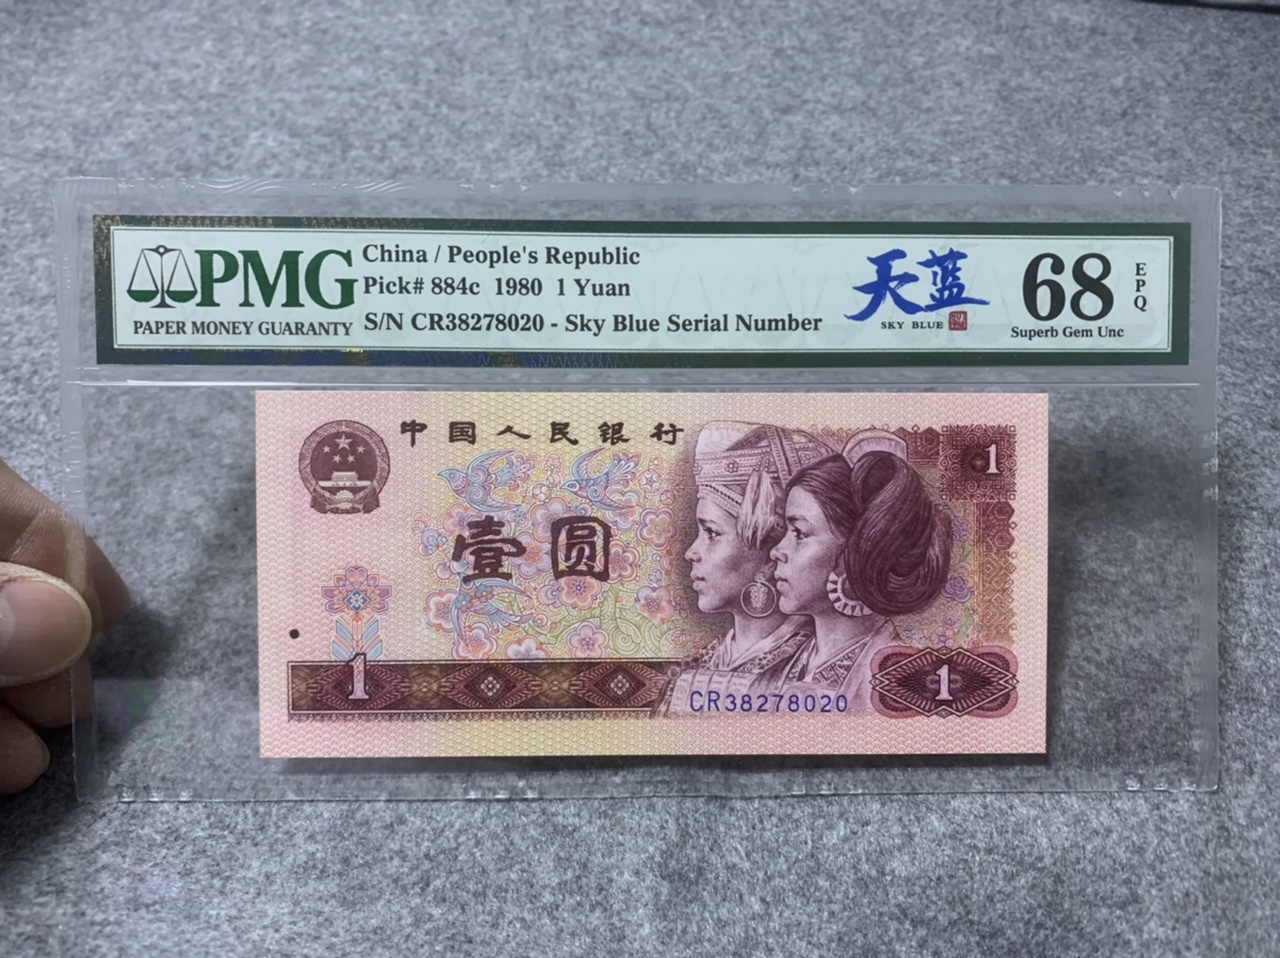 PMG
PAPER MONEY GUARANTY
China / People's Republic
Pick# 884c 1980 1 Yuan
S/N CR38278020 - Sky Blue Serial Number
天蓝
SKY BLUE
68
EPQ
Superb Gem Unc
中国人民银行
1
壹圆
1
CR38278020
1